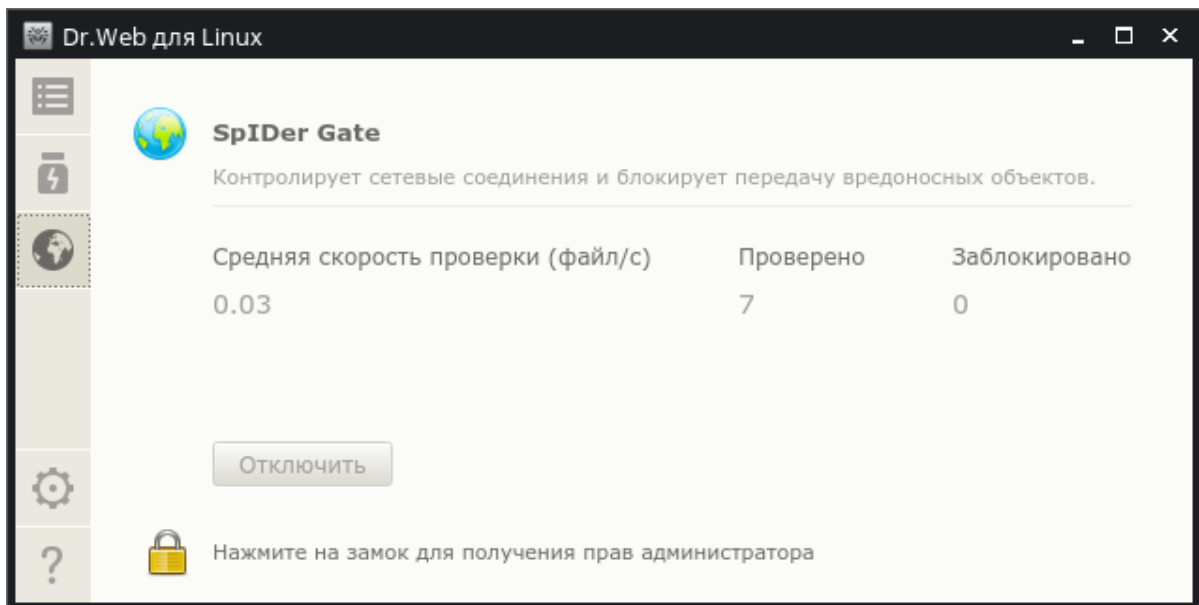 Dr.Web для Linux
SpIDer Gate
Контролирует сетевые соединения и блокирует передачу вредоносных объектов.
Средняя скорость проверки (файл/с) Проверено Заблокировано
0.03 7 0
Отключить
Нажмите на замок для получения прав администратора
?